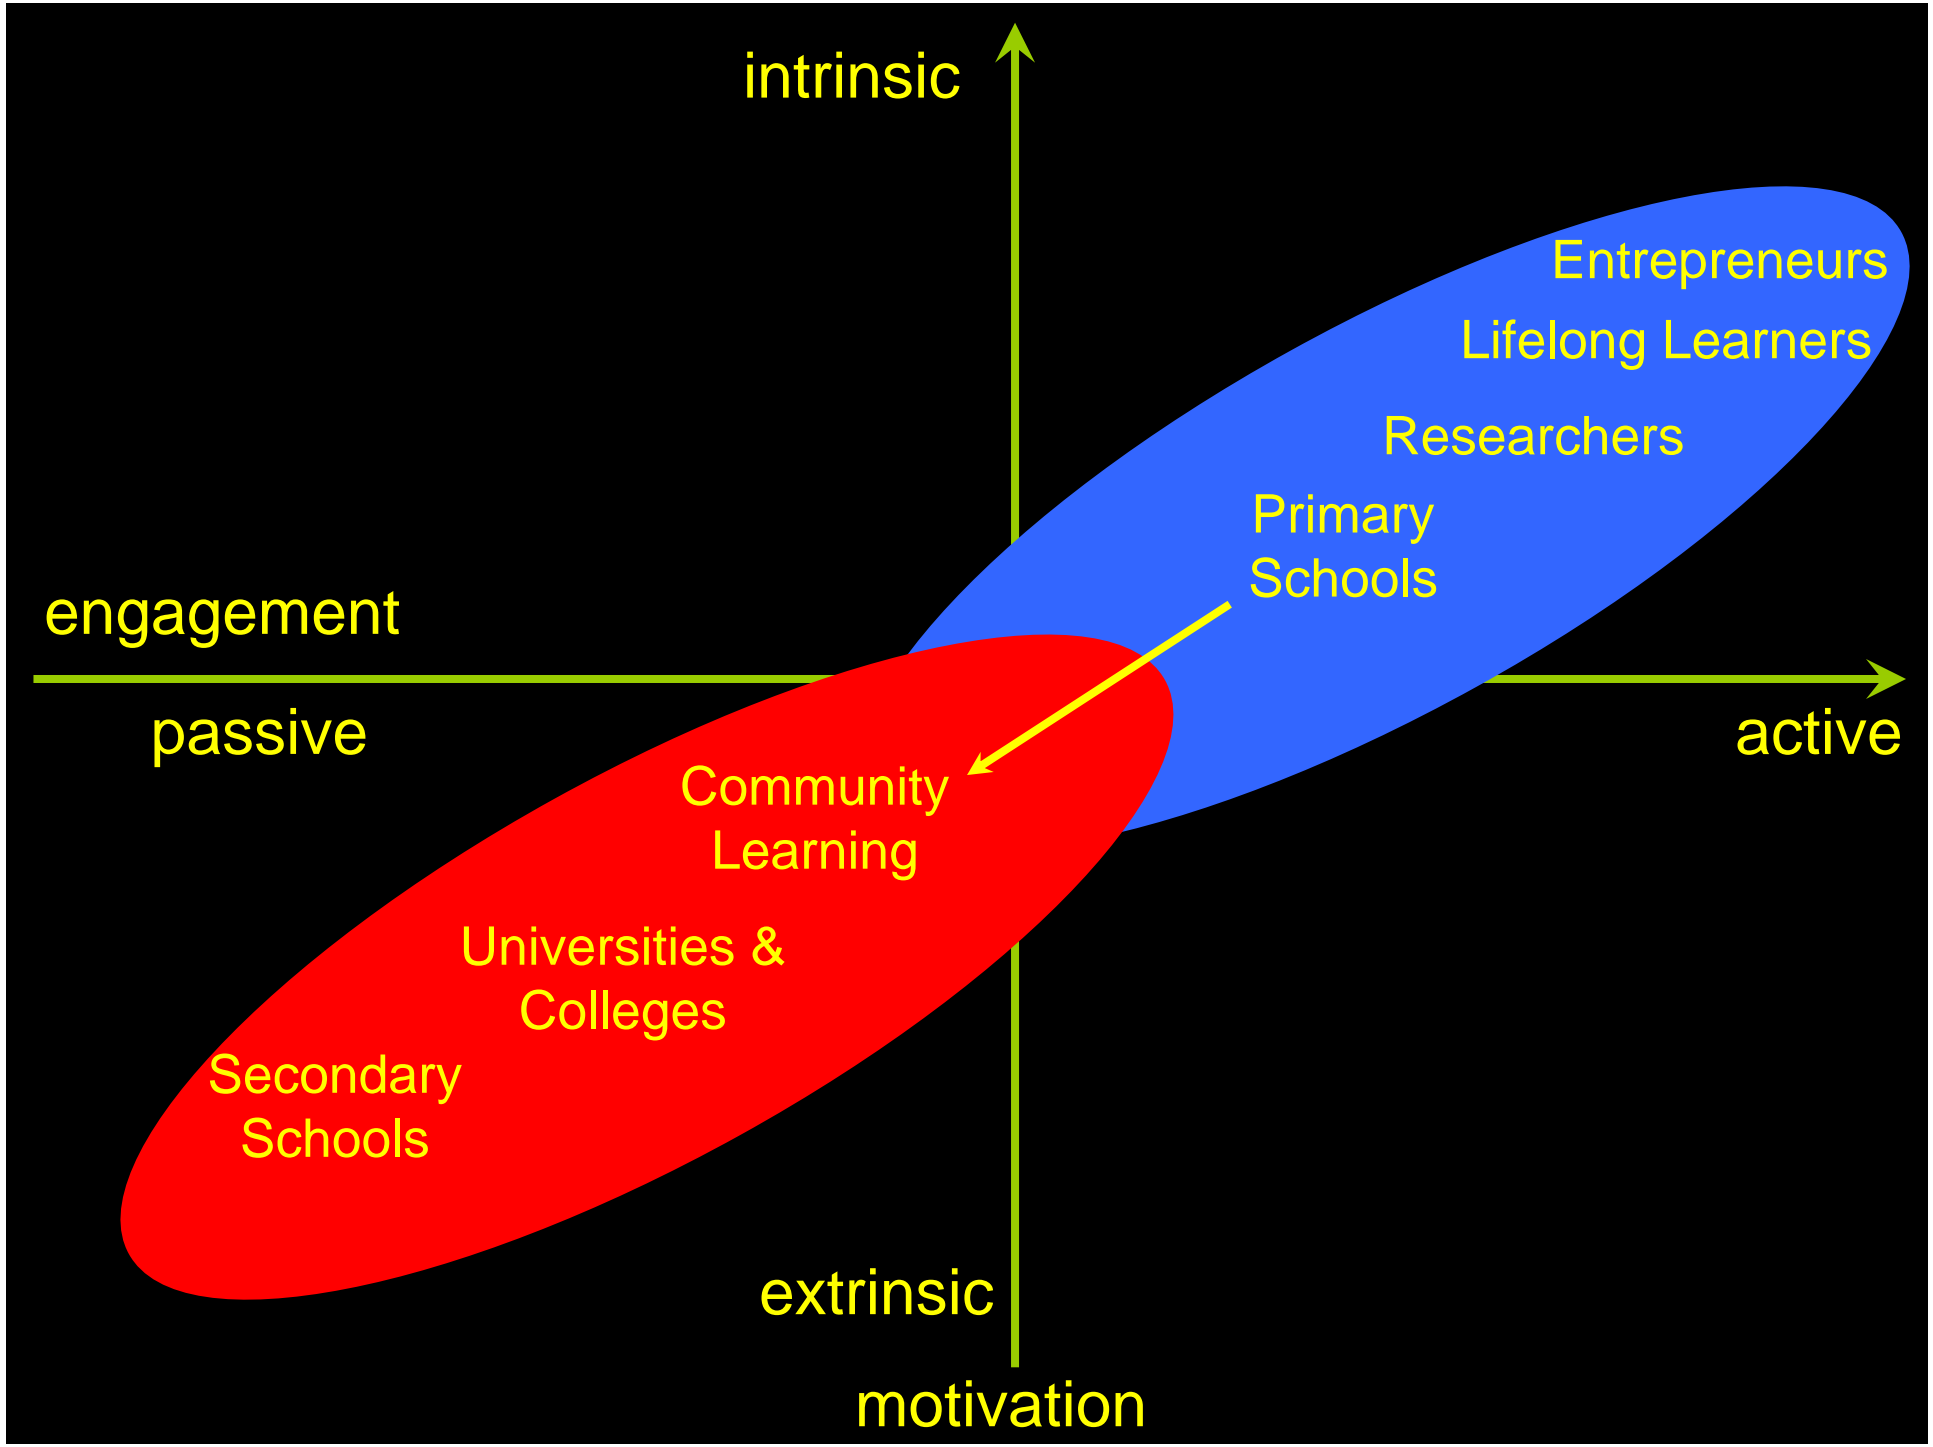 intrinsic
Entrepreneurs
Lifelong Learners
Researchers
Primary
Schools
engagement
passive
active
Community
Learning
Universities &
Colleges
Secondary
Schools
extrinsic
motivation